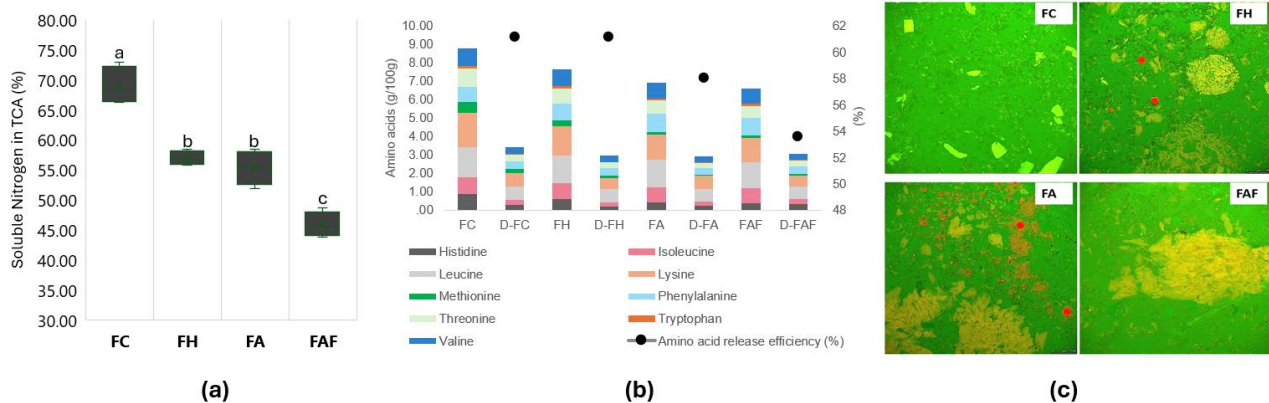 80.00
75.00
70.00
65.00
60.00
55.00
50.00
45.00
40.00
35.00
30.00
Soluble Nitrogen in TCA (%)
a
b
b
c
FC FH FA FAF
(a)
10.00
9.00
8.00
7.00
6.00
5.00
4.00
3.00
2.00
1.00
.00
Amino acids (g/100g)
62
60
58
56
54
52
50
48
(%)
FC D-FC FH D-FH FA D-FA FAF D-FAF
Histidine Isoleucine
Leucine Lysine
Methionine Phenylalanine
Threonine Tryptophan
Valine Amino acid release efficiency (%)
(b)
FC FH
FA FAF
(c)